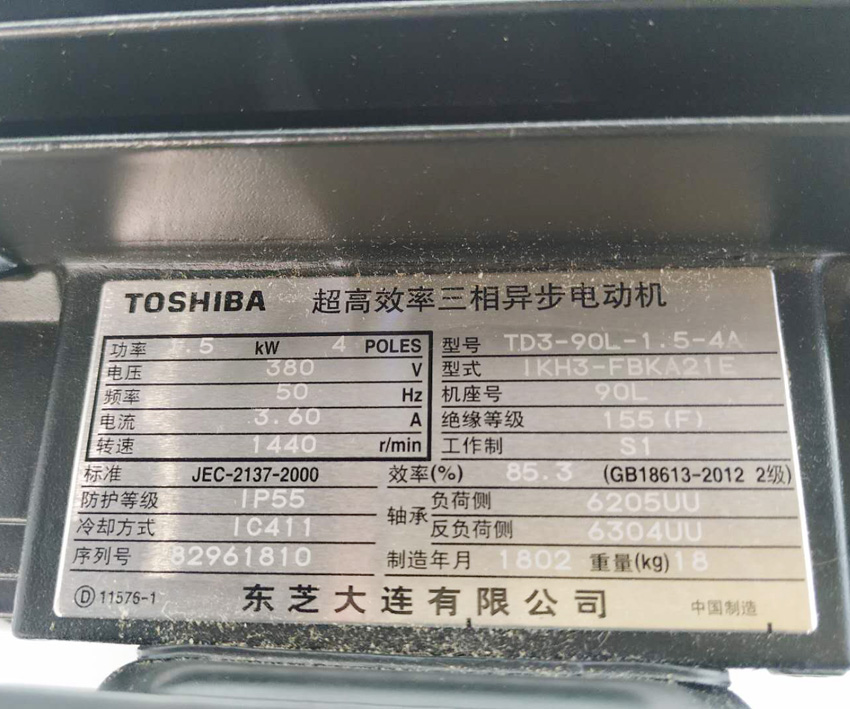 TOSHIBA 超高效率三相异步电动机
功率 1.5 kW 4 POLES
电压 380 V
频率 50 Hz
电流 3.60 A
转速 1440 r/min
型号 TD3-90L-1.5-4A
型式 IKH3-FBKA21E
机座号 90L
绝缘等级 155(F)
工作制 S1
标准 JEC-2137-2000
效率(%) 85.3 (GB18613-2012 2级)
防护等级 IP55
冷却方式 IC411
轴承 负荷侧 6205UU
反负荷侧 6304UU
序列号 82961810
制造年月 1802 重量(kg) 18
Ⓓ 11576-1 东芝大连有限公司 中国制造